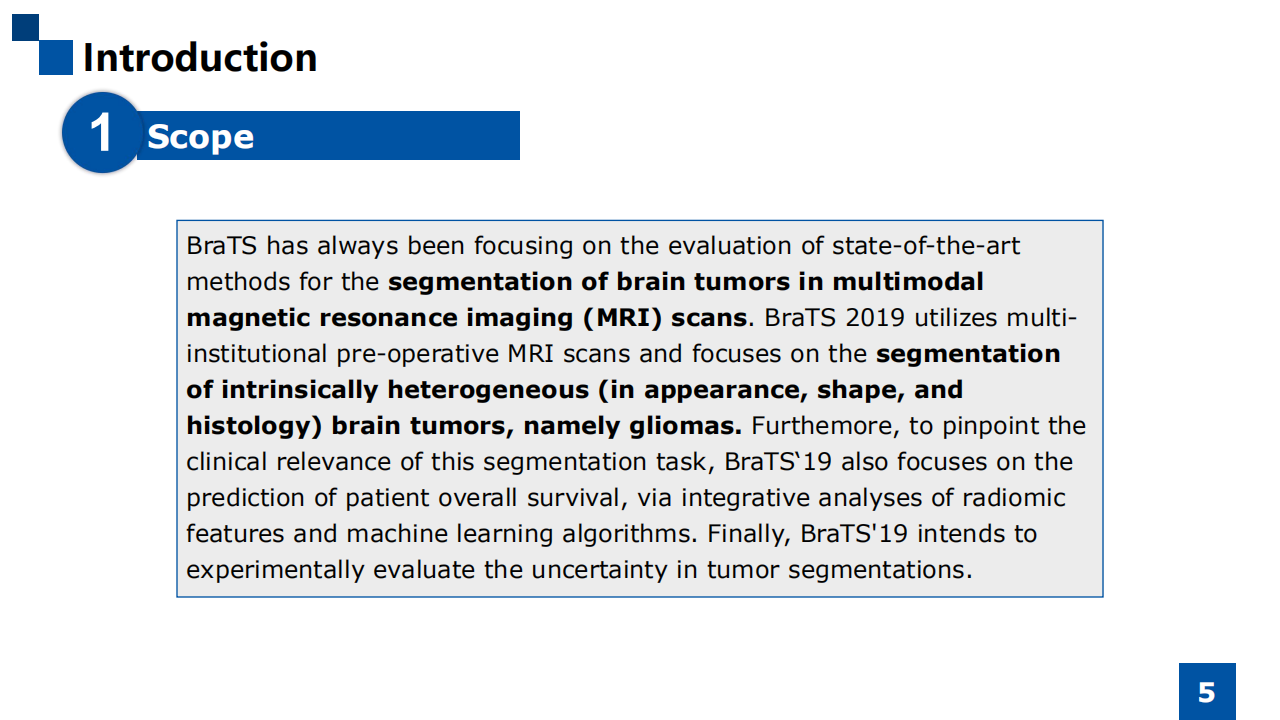 Introduction
1
Scope
BraTS has always been focusing on the evaluation of state-of-the-art
methods for the segmentation of brain tumors in multimodal
magnetic resonance imaging (MRI) scans. BraTS 2019 utilizes multi-
institutional pre-operative MRI scans and focuses on the segmentation
of intrinsically heterogeneous (in appearance, shape, and
histology) brain tumors, namely gliomas. Furthemore, to pinpoint the
clinical relevance of this segmentation task, BraTS‛19 also focuses on the
prediction of patient overall survival, via integrative analyses of radiomic
features and machine learning algorithms. Finally, BraTS'19 intends to
experimentally evaluate the uncertainty in tumor segmentations.
5